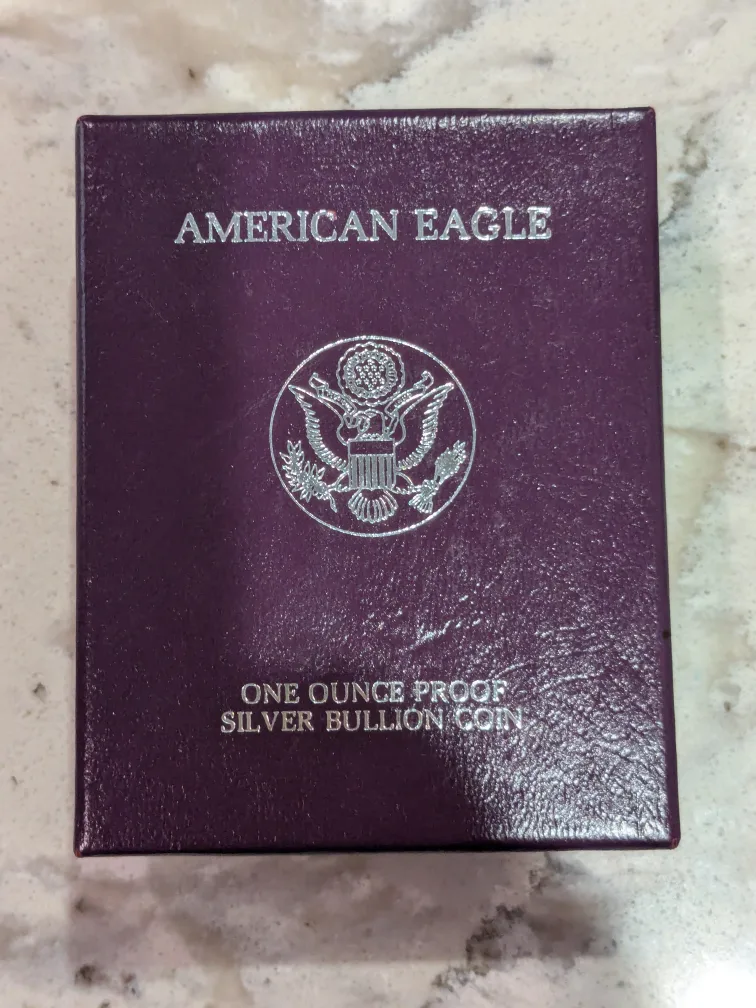 AMERICAN EAGLE
ONE OUNCE PROOF
SILVER BULLION COIN